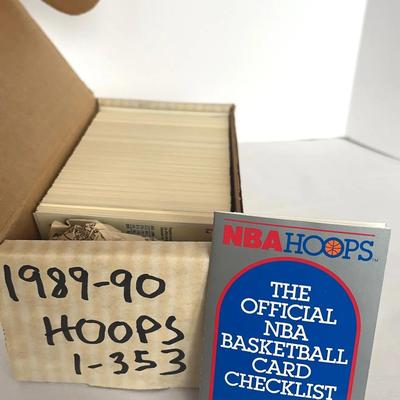 1989-90
HOOPS
1-353
NBA HOOPS
THE
OFFICIAL
NBA
BASKETBALL
CARD
CHECKLIST